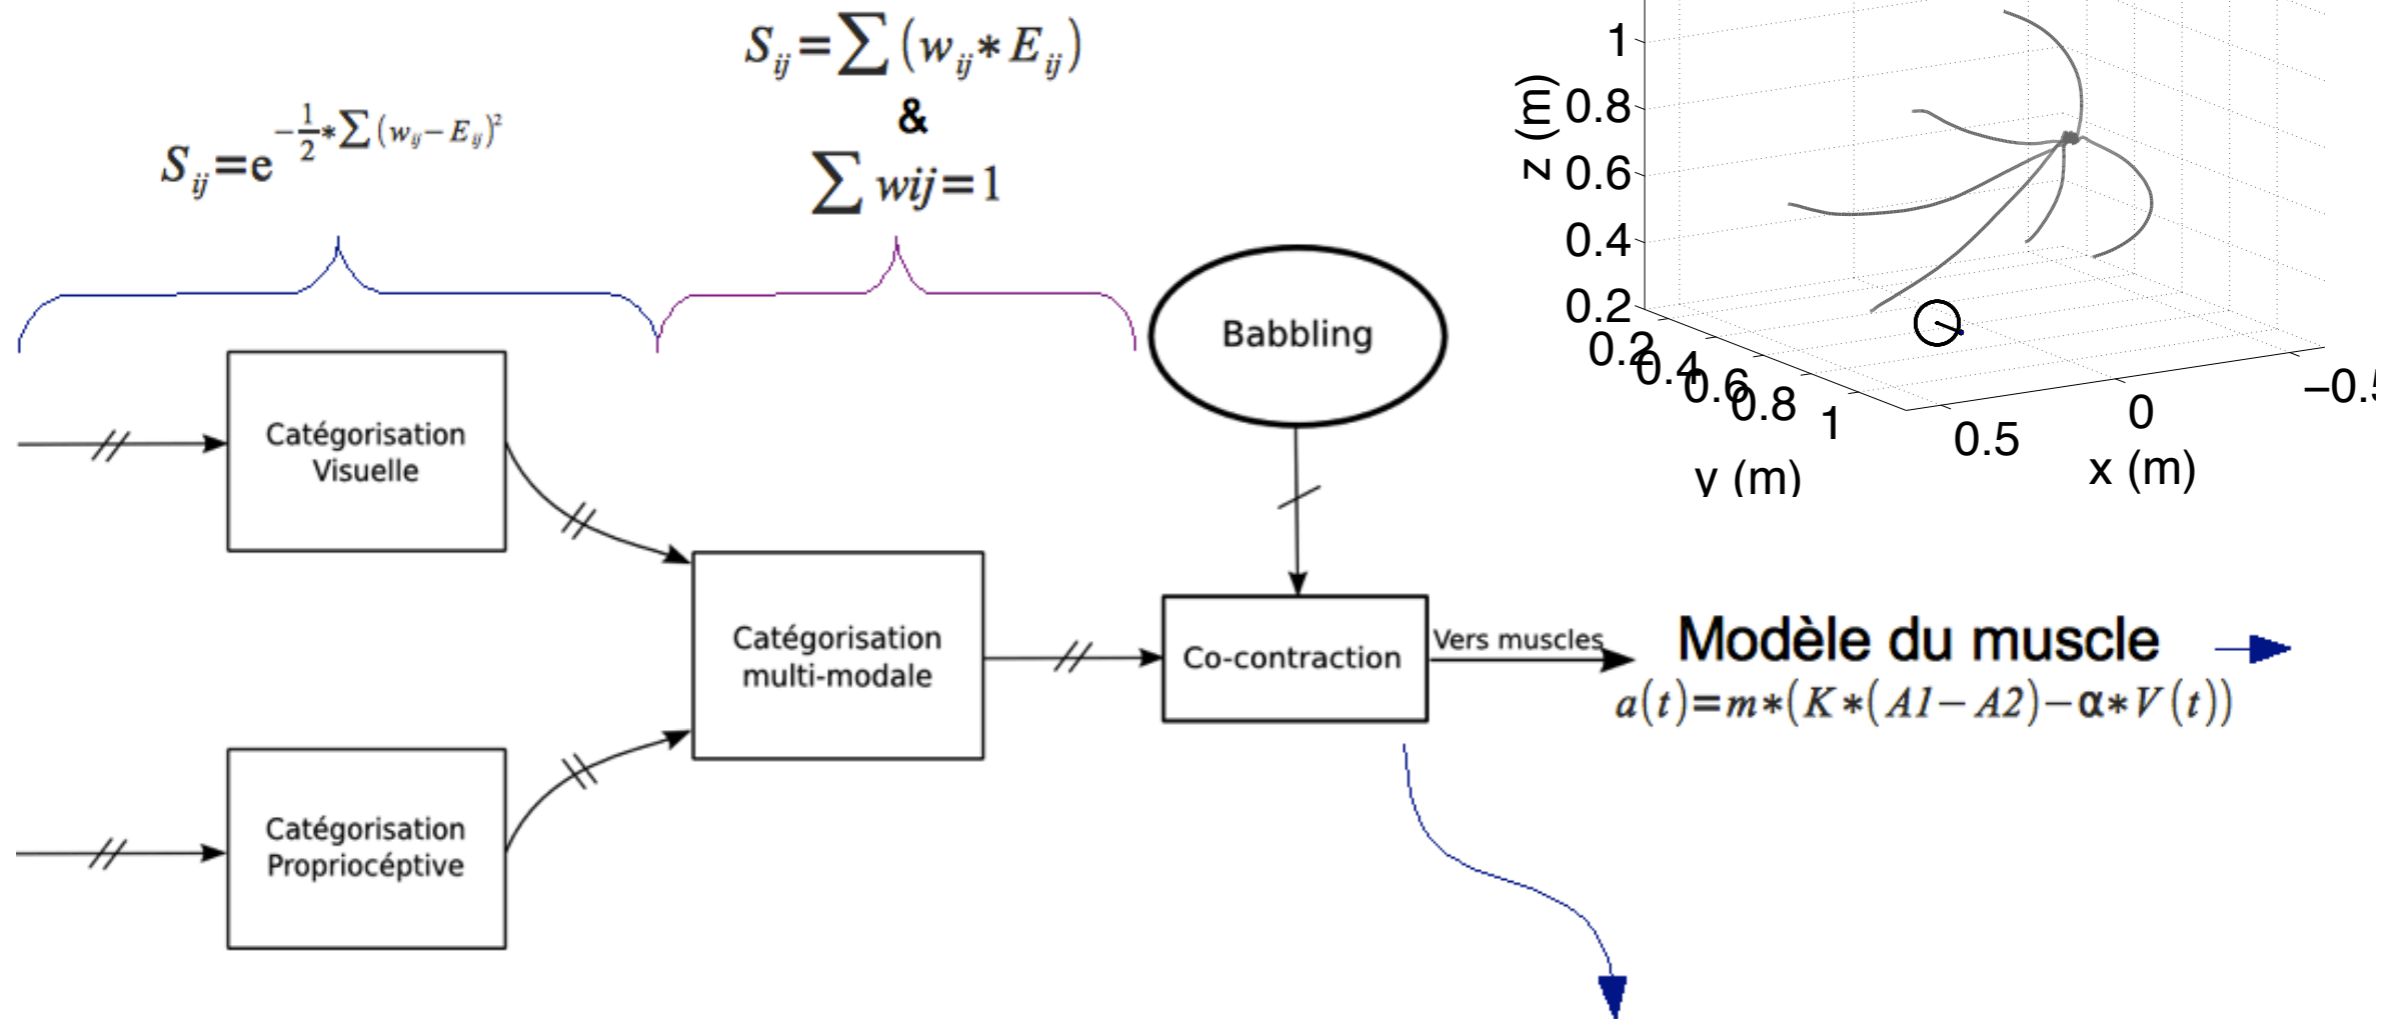 S_ij=e^(-1/2*∑(w_ij-E_ij)²)
S_ij=∑(w_ij*E_ij)
&
∑wij=1
Babbling
Catégorisation
Visuelle
Catégorisation
multi-modale
Catégorisation
Propriocéptive
Co-contraction
Vers muscles
Modèle du muscle
a(t)=m*(K*(A1-A2)-α*V(t))
z (m)
1
0.8
0.6
0.4
0.2
0.2
0.4
0.6
0.8
1
y (m)
0.5
0
x (m)